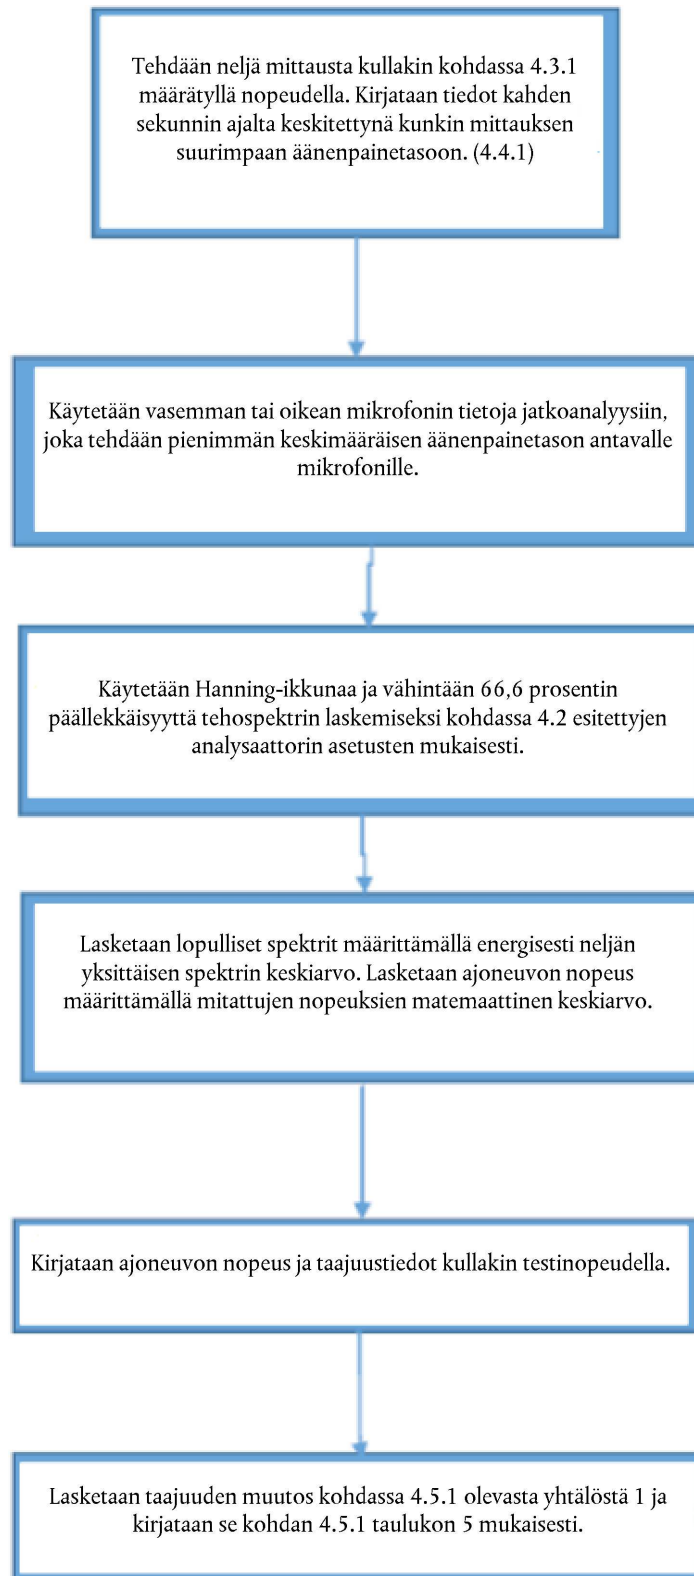 Tehdään neljä mittausta kullakin kohdassa 4.3.1
määrätyllä nopeudella. Kirjataan tiedot kahden
sekunnin ajalta keskitettynä kunkin mittauksen
suurimpaan äänenpainetasoon. (4.4.1)
Käytetään vasemman tai oikean mikrofonin tietoja jatkoanalyysiin,
joka tehdään pienimmän keskimääräisen äänenpainetason antavalle
mikrofonille.
Käytetään Hanning-ikkunaa ja vähintään 66,6 prosentin
päällekkäisyyttä tehospektrin laskemiseksi kohdassa 4.2 esitettyjen
analysaattorin asetusten mukaisesti.
Lasketaan lopulliset spektrit määrittämällä energisesti neljän
yksittäisen spektrin keskiarvo. Lasketaan ajoneuvon nopeus
määrittämällä mitattujen nopeuksien matemaattinen keskiarvo.
Kirjataan ajoneuvon nopeus ja taajuustiedot kullakin testinopeudella.
Lasketaan taajuuden muutos kohdassa 4.5.1 olevasta yhtälöstä 1 ja
kirjataan se kohdan 4.5.1 taulukon 5 mukaisesti.